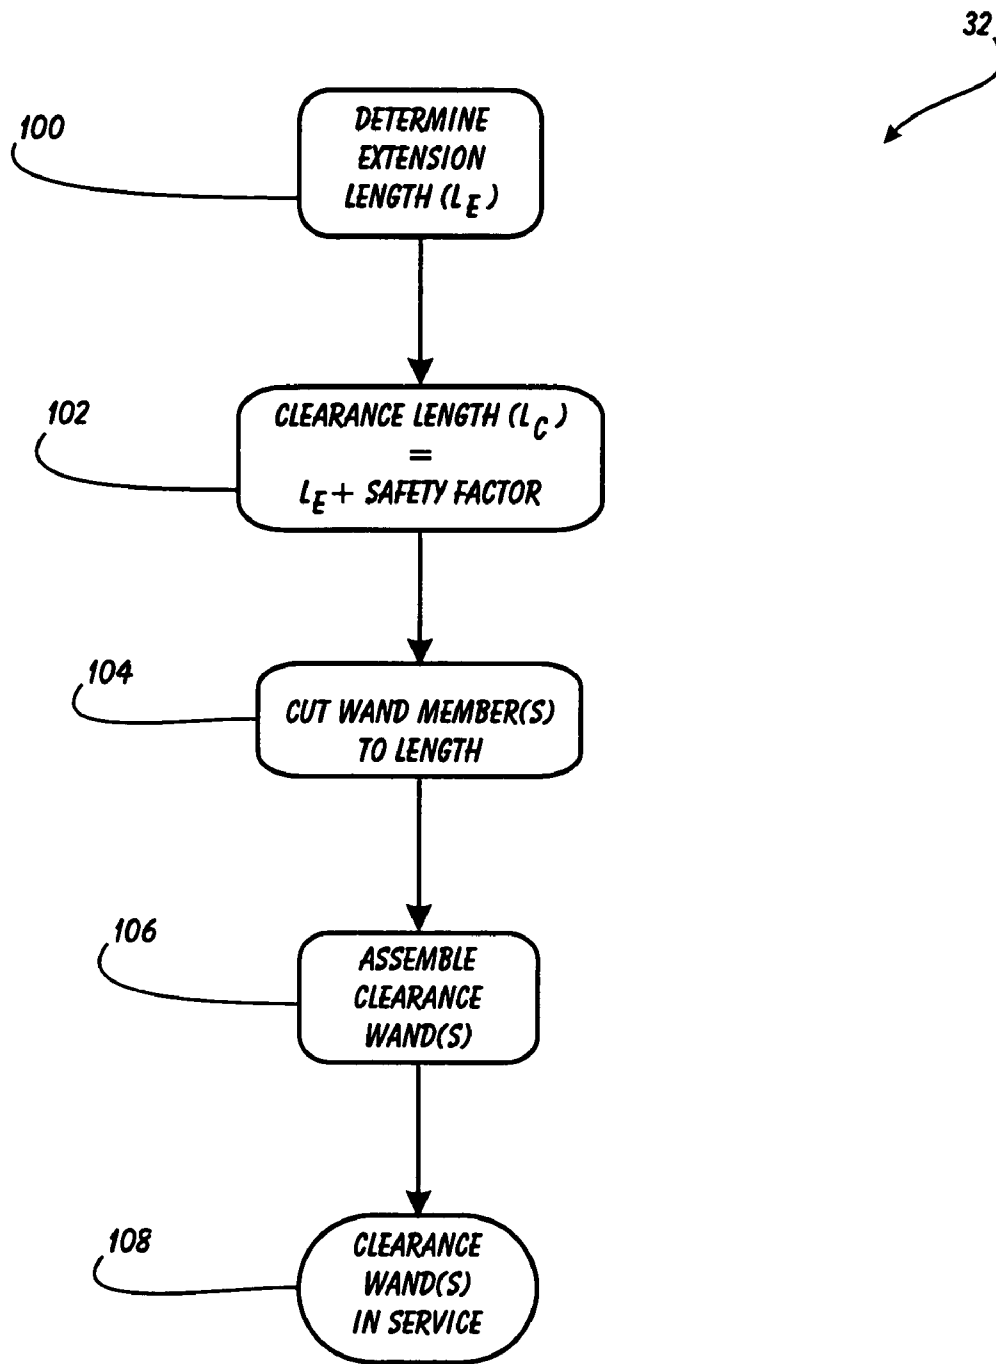 32
100
DETERMINE
EXTENSION
LENGTH (LE)
102
CLEARANCE LENGTH (LC)
=
LE + SAFETY FACTOR
104
CUT WAND MEMBER(S)
TO LENGTH
106
ASSEMBLE
CLEARANCE
WAND(S)
108
CLEARANCE
WAND(S)
IN SERVICE